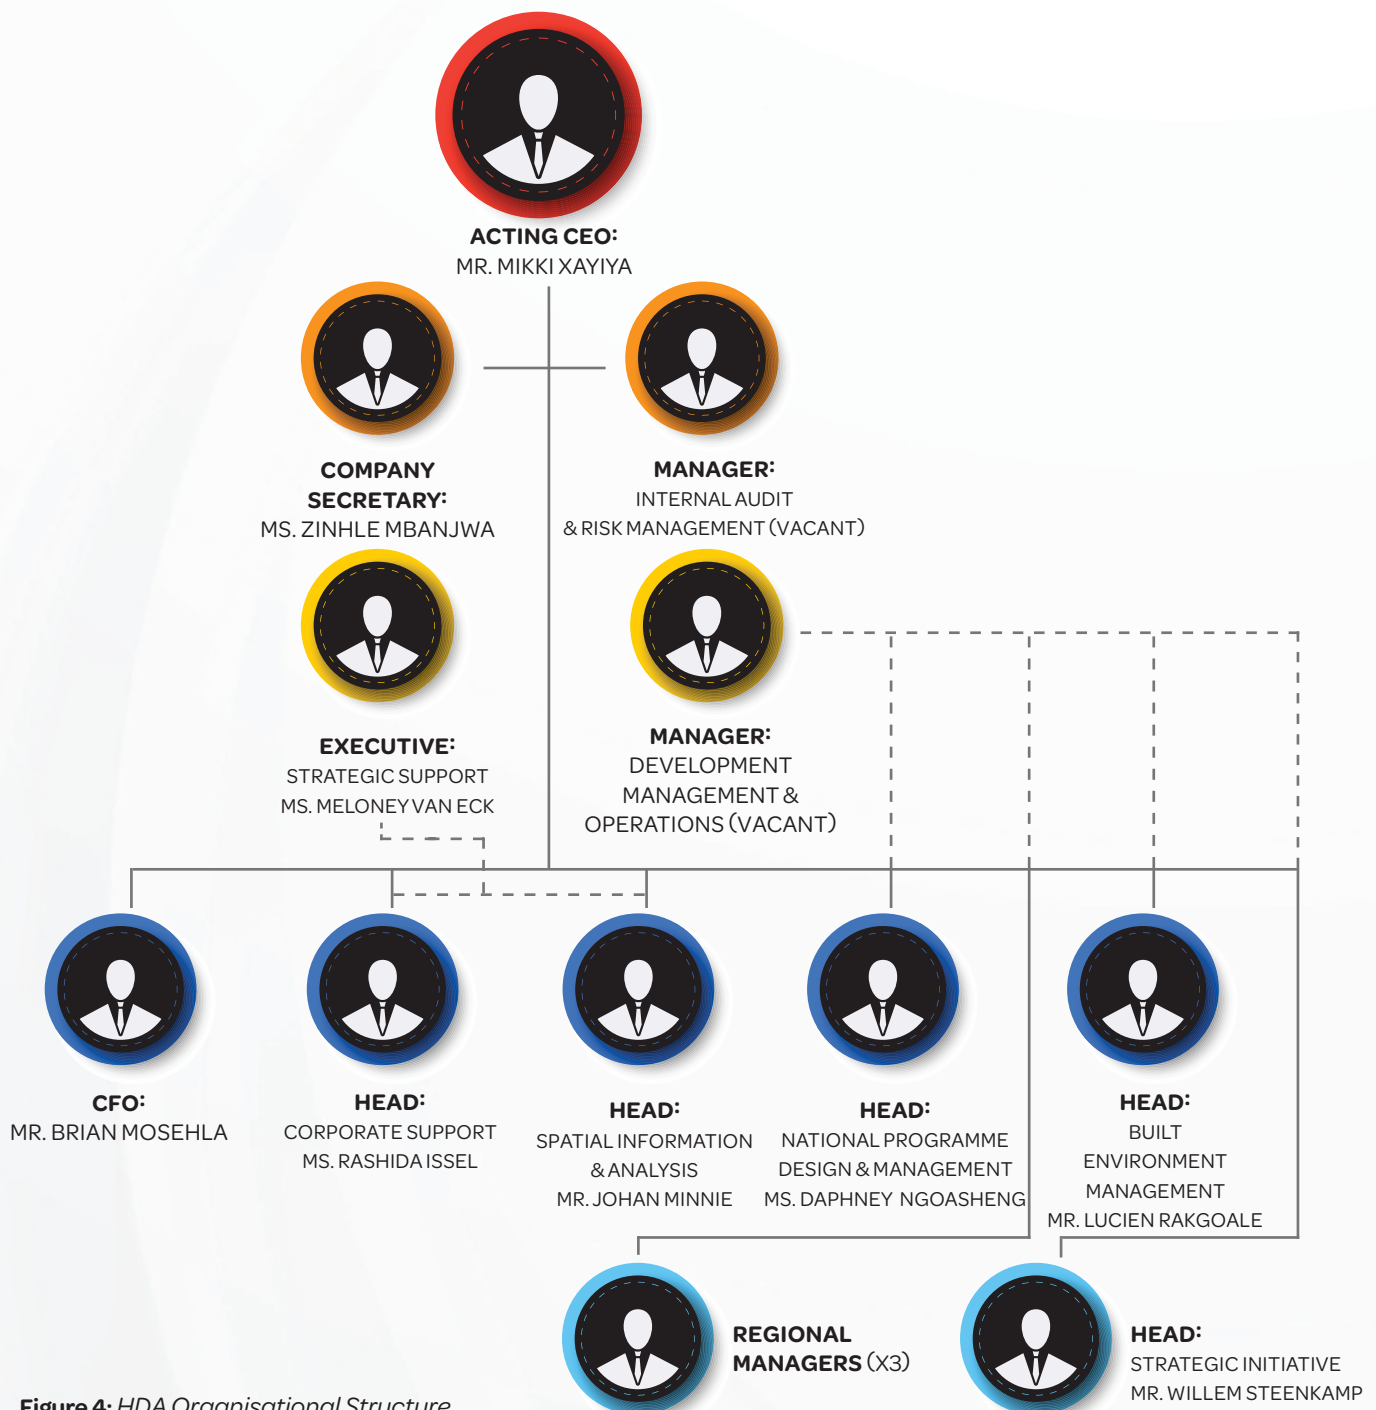 ACTING CEO:
MR. MIKKI XAYIYA
COMPANY
SECRETARY:
MS. ZINHLE MBANJWA
MANAGER:
INTERNAL AUDIT
& RISK MANAGEMENT (VACANT)
EXECUTIVE:
STRATEGIC SUPPORT
MS. MELONEY VAN ECK
MANAGER:
DEVELOPMENT
MANAGEMENT &
OPERATIONS (VACANT)
CFO:
MR. BRIAN MOSEHLA
HEAD:
CORPORATE SUPPORT
MS. RASHIDA ISSEL
HEAD:
SPATIAL INFORMATION
& ANALYSIS
MR. JOHAN MINNIE
HEAD:
NATIONAL PROGRAMME
DESIGN & MANAGEMENT
MS. DAPHNEY NGOASHENG
HEAD:
BUILT
ENVIRONMENT
MANAGEMENT
MR. LUCIEN RAKGOALE
REGIONAL
MANAGERS (X3)
HEAD:
STRATEGIC INITIATIVE
MR. WILLEM STEENKAMP
Figure 4: HDA Organisational Structure